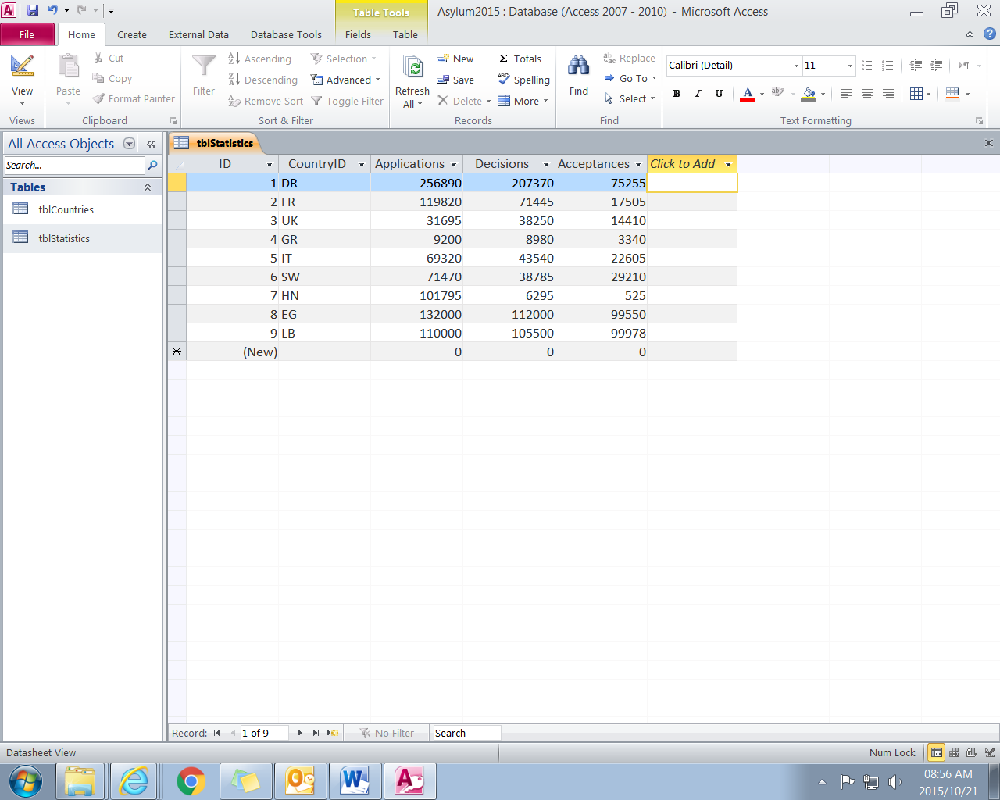 Table Tools
Asylum2015 : Database (Access 2007 - 2010) - Microsoft Access
File Home Create External Data Database Tools Fields Table
View
Views
Paste
Cut
Copy
Format Painter
Clipboard
Filter
Ascending
Descending
Remove Sort
Selection
Advanced
Toggle Filter
Sort & Filter
Refresh
All
New
Save
Delete
Totals
Spelling
More
Records
Find
Replace
Go To
Select
Find
Calibri (Detail) 11
B I U
Text Formatting
All Access Objects
Search...
Tables
tblCountries
tblStatistics
tblStatistics
ID CountryID Applications Decisions Acceptances Click to Add
1 DR 256890 207370 75255
2 FR 119820 71445 17505
3 UK 31695 38250 14410
4 GR 9200 8980 3340
5 IT 69320 43540 22605
6 SW 71470 38785 29210
7 HN 101795 6295 525
8 EG 132000 112000 99550
9 LB 110000 105500 99978
(New) 0 0 0
Record: 1 of 9 No Filter Search
Datasheet View Num Lock
08:56 AM
2015/10/21